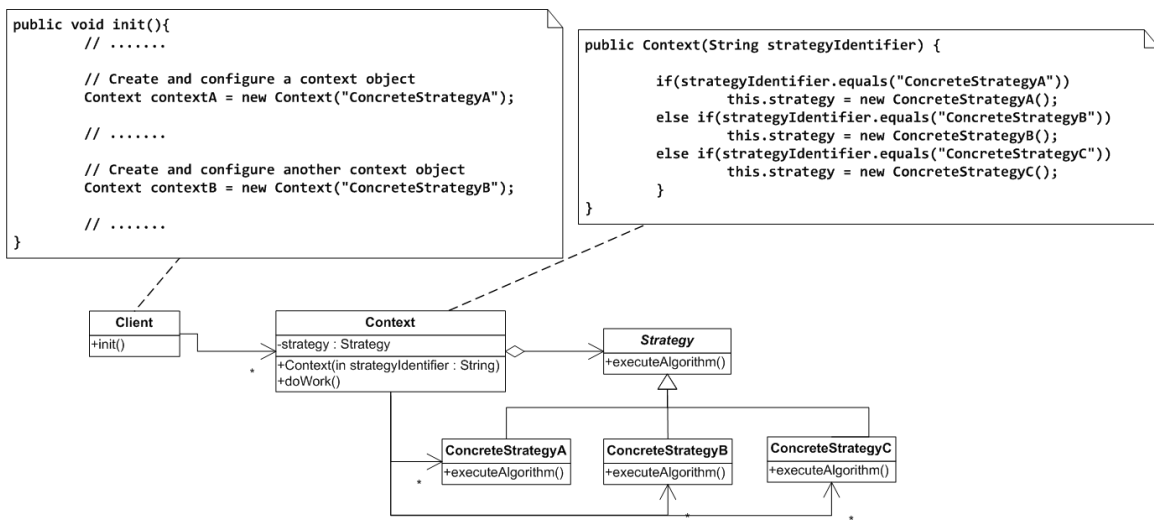 public void init(){
// .......
// Create and configure a context object
Context contextA = new Context("ConcreteStrategyA");
// .......
// Create and configure another context object
Context contextB = new Context("ConcreteStrategyB");
// .......
}
public Context(String strategyIdentifier) {
if(strategyIdentifier.equals("ConcreteStrategyA"))
this.strategy = new ConcreteStrategyA();
else if(strategyIdentifier.equals("ConcreteStrategyB"))
this.strategy = new ConcreteStrategyB();
else if(strategyIdentifier.equals("ConcreteStrategyC"))
this.strategy = new ConcreteStrategyC();
}
}
Client
+init()
*
Context
-strategy : Strategy
+Context(in strategyIdentifier : String)
+doWork()
Strategy
+executeAlgorithm()
ConcreteStrategyA
+executeAlgorithm()
*
ConcreteStrategyB
+executeAlgorithm()
*
ConcreteStrategyC
+executeAlgorithm()
*